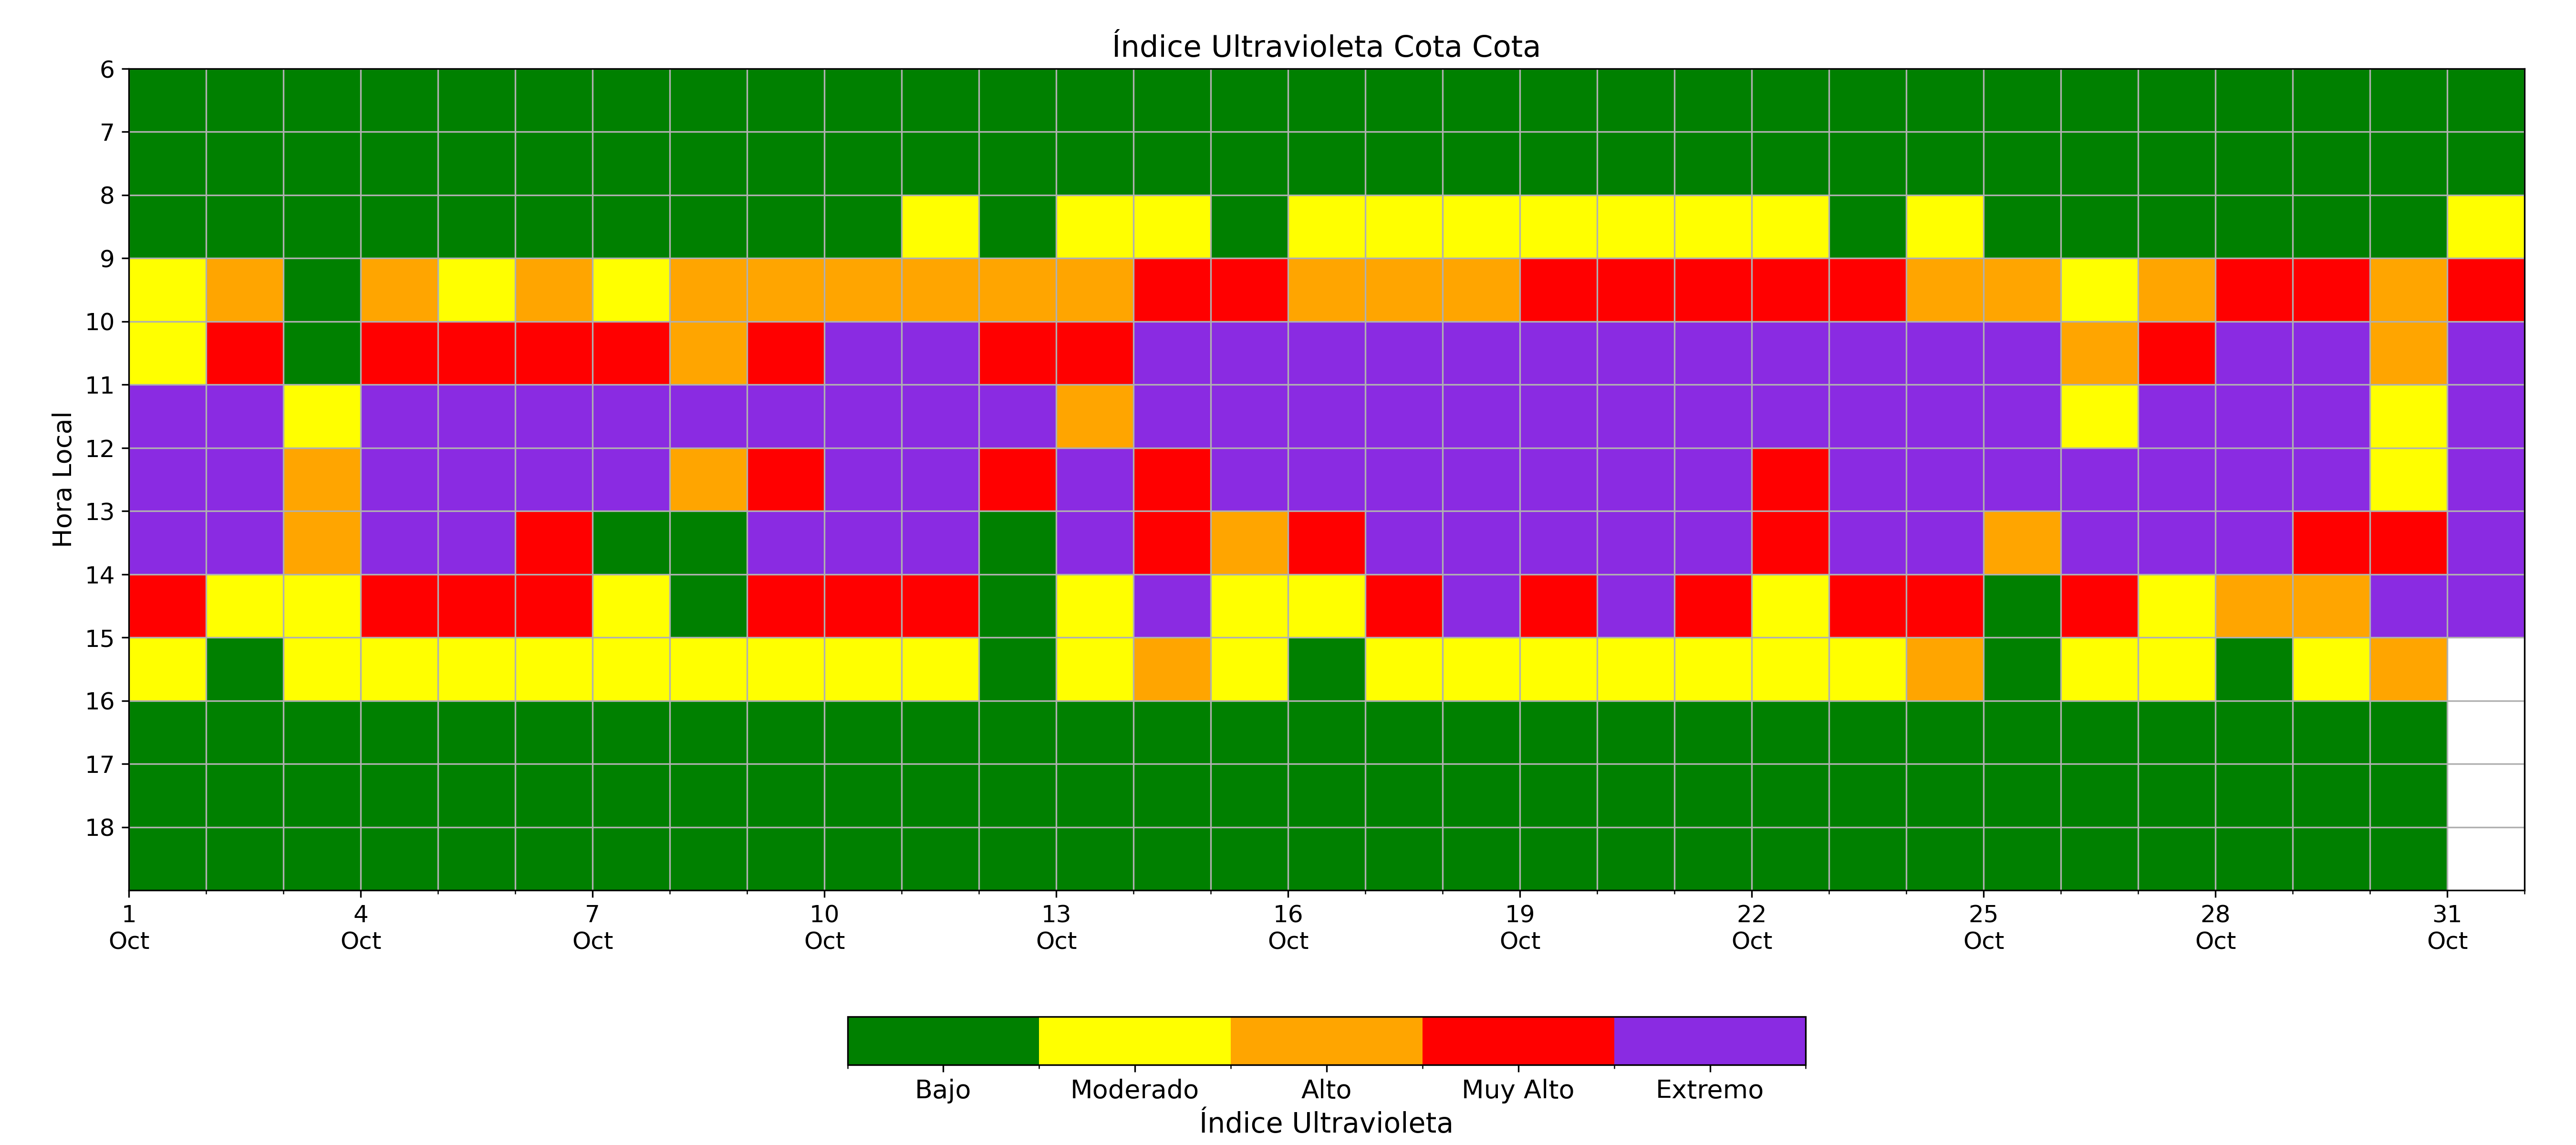 Índice Ultravioleta Cota Cota
Hora Local
6
7
8
9
10
11
12
13
14
15
16
17
18
1 4 7 10 13 16 19 22 25 28 31
Oct Oct Oct Oct Oct Oct Oct Oct Oct Oct Oct
Bajo Moderado Alto Muy Alto Extremo
Índice Ultravioleta